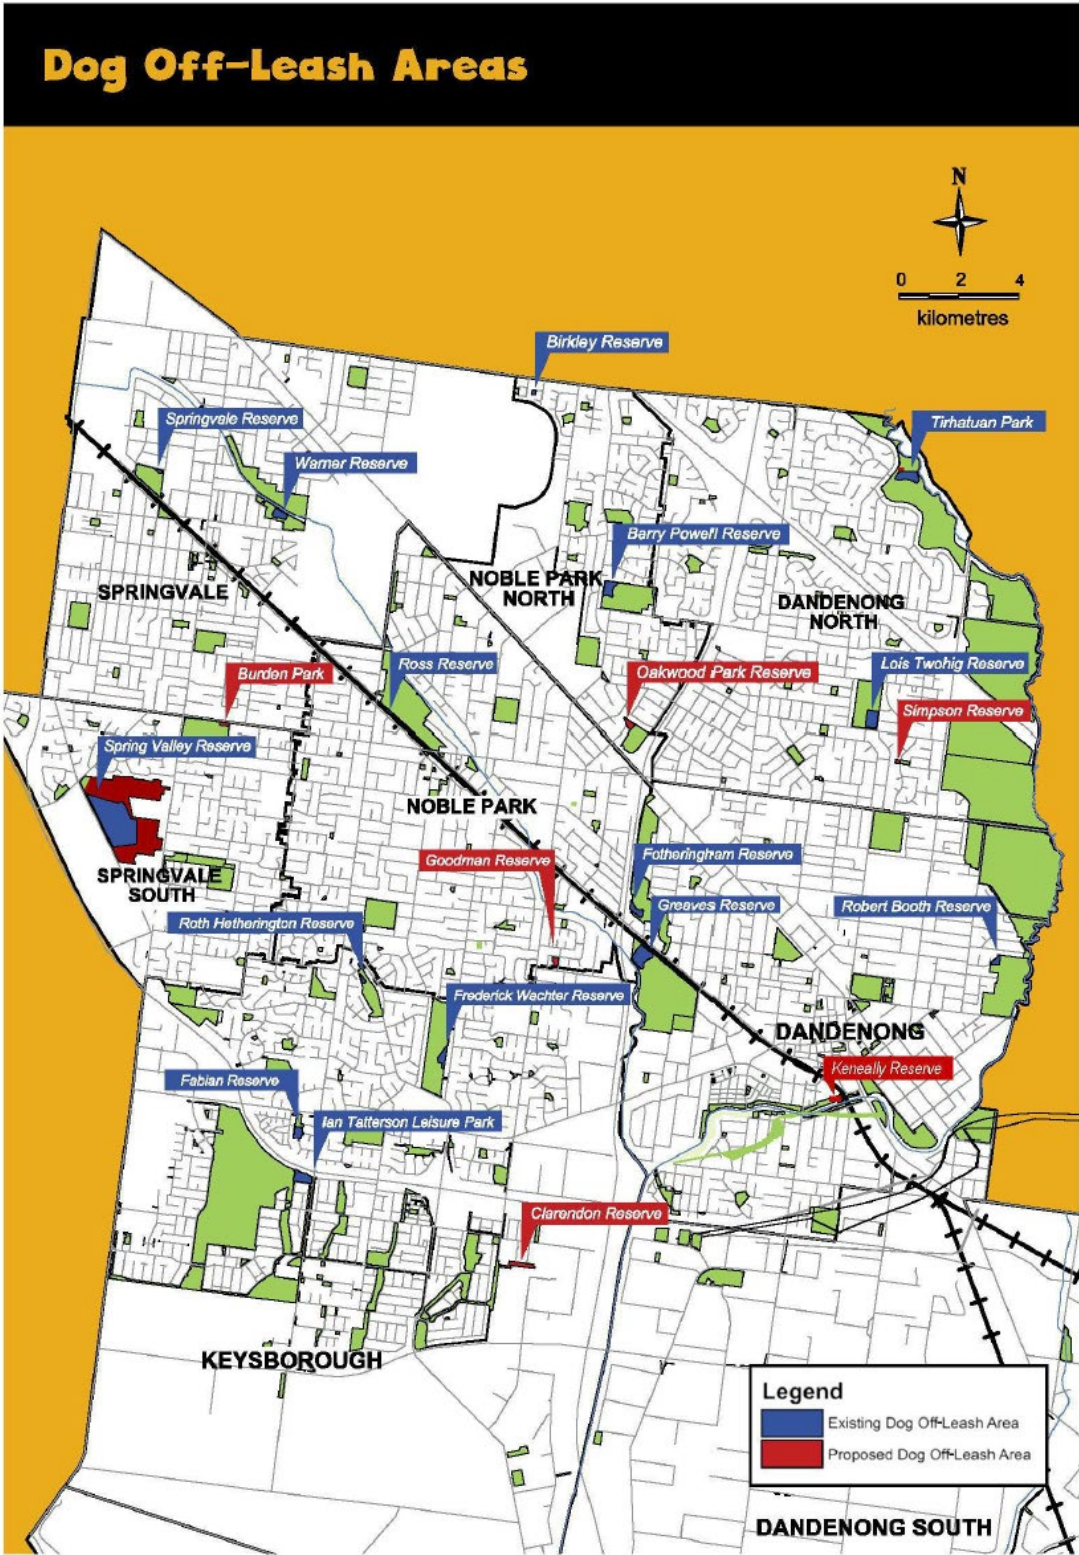 Dog Off-Leash Areas
N
0 2 4
kilometres
Birkley Reserve
Springvale Reserve
Tirhatuan Park
Warner Reserve
Barry Powell Reserve
NOBLE PARK
NORTH
SPRINGVALE
DANDENONG
NORTH
Ross Reserve
Lois Twohig Reserve
Burden Park
Oakwood Park Reserve
Simpson Reserve
Spring Valley Reserve
NOBLE PARK
Goodman Reserve
Fotheringham Reserve
SPRINGVALE
SOUTH
Greaves Reserve
Robert Booth Reserve
Roth Hetherington Reserve
Frederick Wachter Reserve
DANDENONG
Keneally Reserve
Fabian Reserve
Ian Tatterson Leisure Park
Clarendon Reserve
KEYSBOROUGH
Legend
Existing Dog Off-Leash Area
Proposed Dog Off-Leash Area
DANDENONG SOUTH